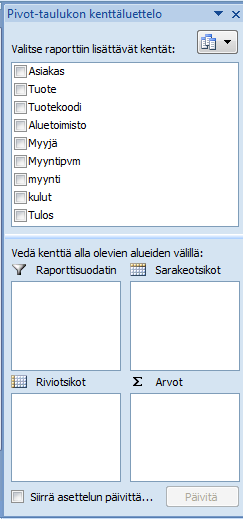 Pivot-taulukon kenttäluettelo
Valitse raporttiin lisättävät kentät:
Asiakas
Tuote
Tuotekoodi
Aluetoimisto
Myyjä
Myyntipvm
myynti
kulut
Tulos
Vedä kenttiä alla olevien alueiden välillä:
Raporttisuodatin Sarakeotsikot
Riviotsikot Σ Arvot
Siirrä asettelun päivittä... Päivitä